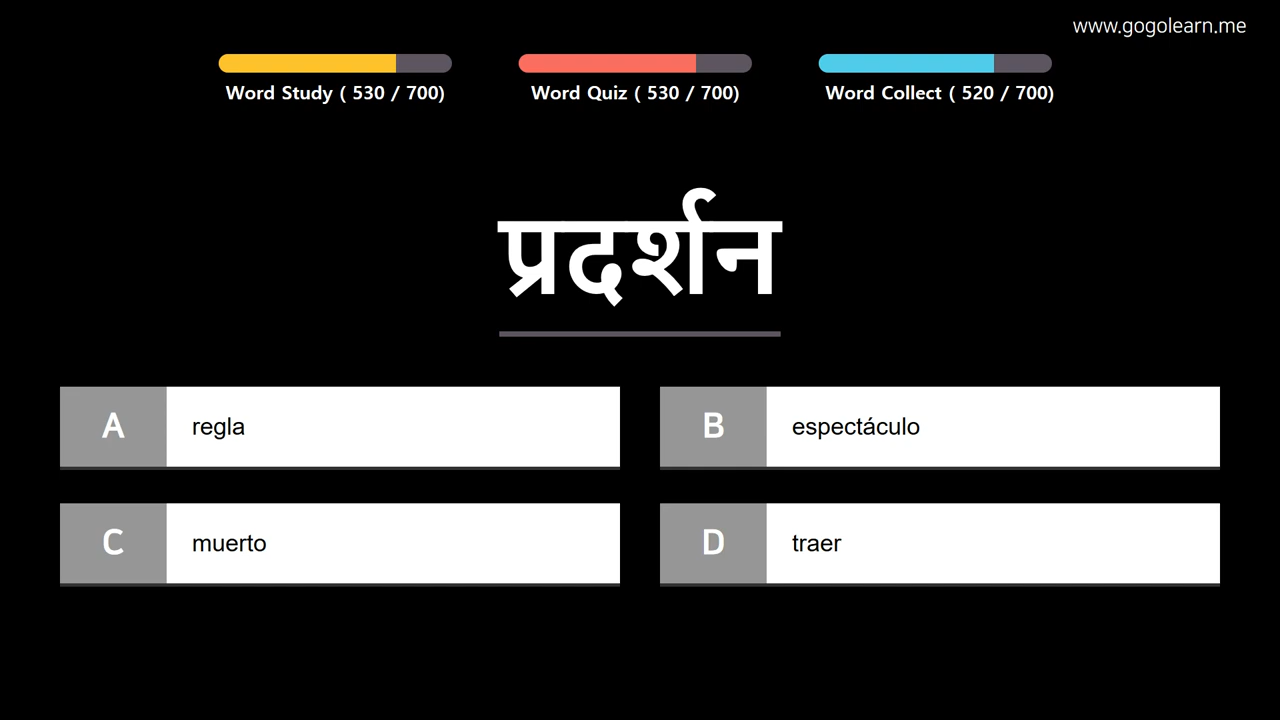 www.gogolearn.me
Word Study ( 530 / 700)
Word Quiz ( 530 / 700)
Word Collect ( 520 / 700)
प्रदर्शन
A regla
B espectáculo
C muerto
D traer